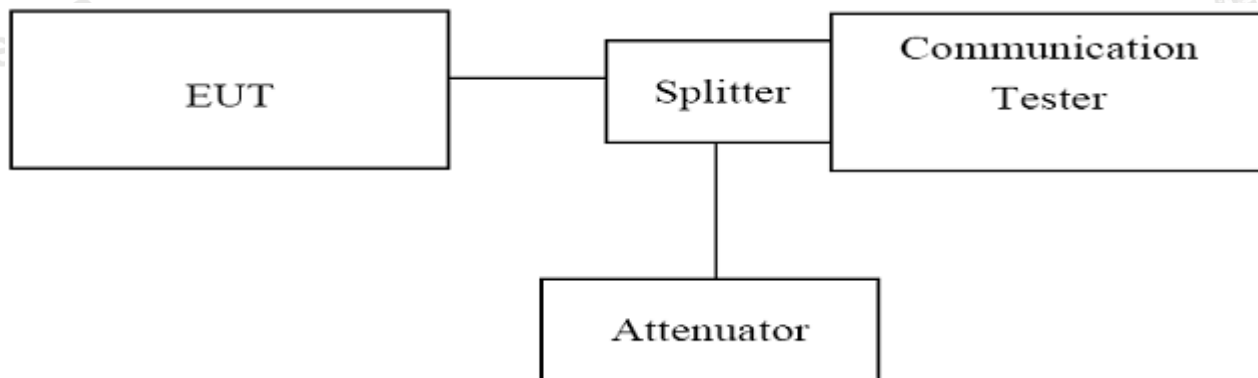 EUT
Splitter
Communication
Tester
Attenuator